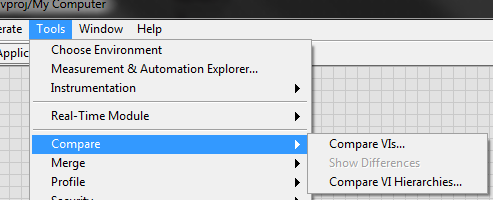 vproj/My Computer
erate Tools Window Help
Applic
Choose Environment
Measurement & Automation Explorer...
Instrumentation
Real-Time Module
Compare
Compare VIs...
Merge
Show Differences
Profile
Compare VI Hierarchies...
Security